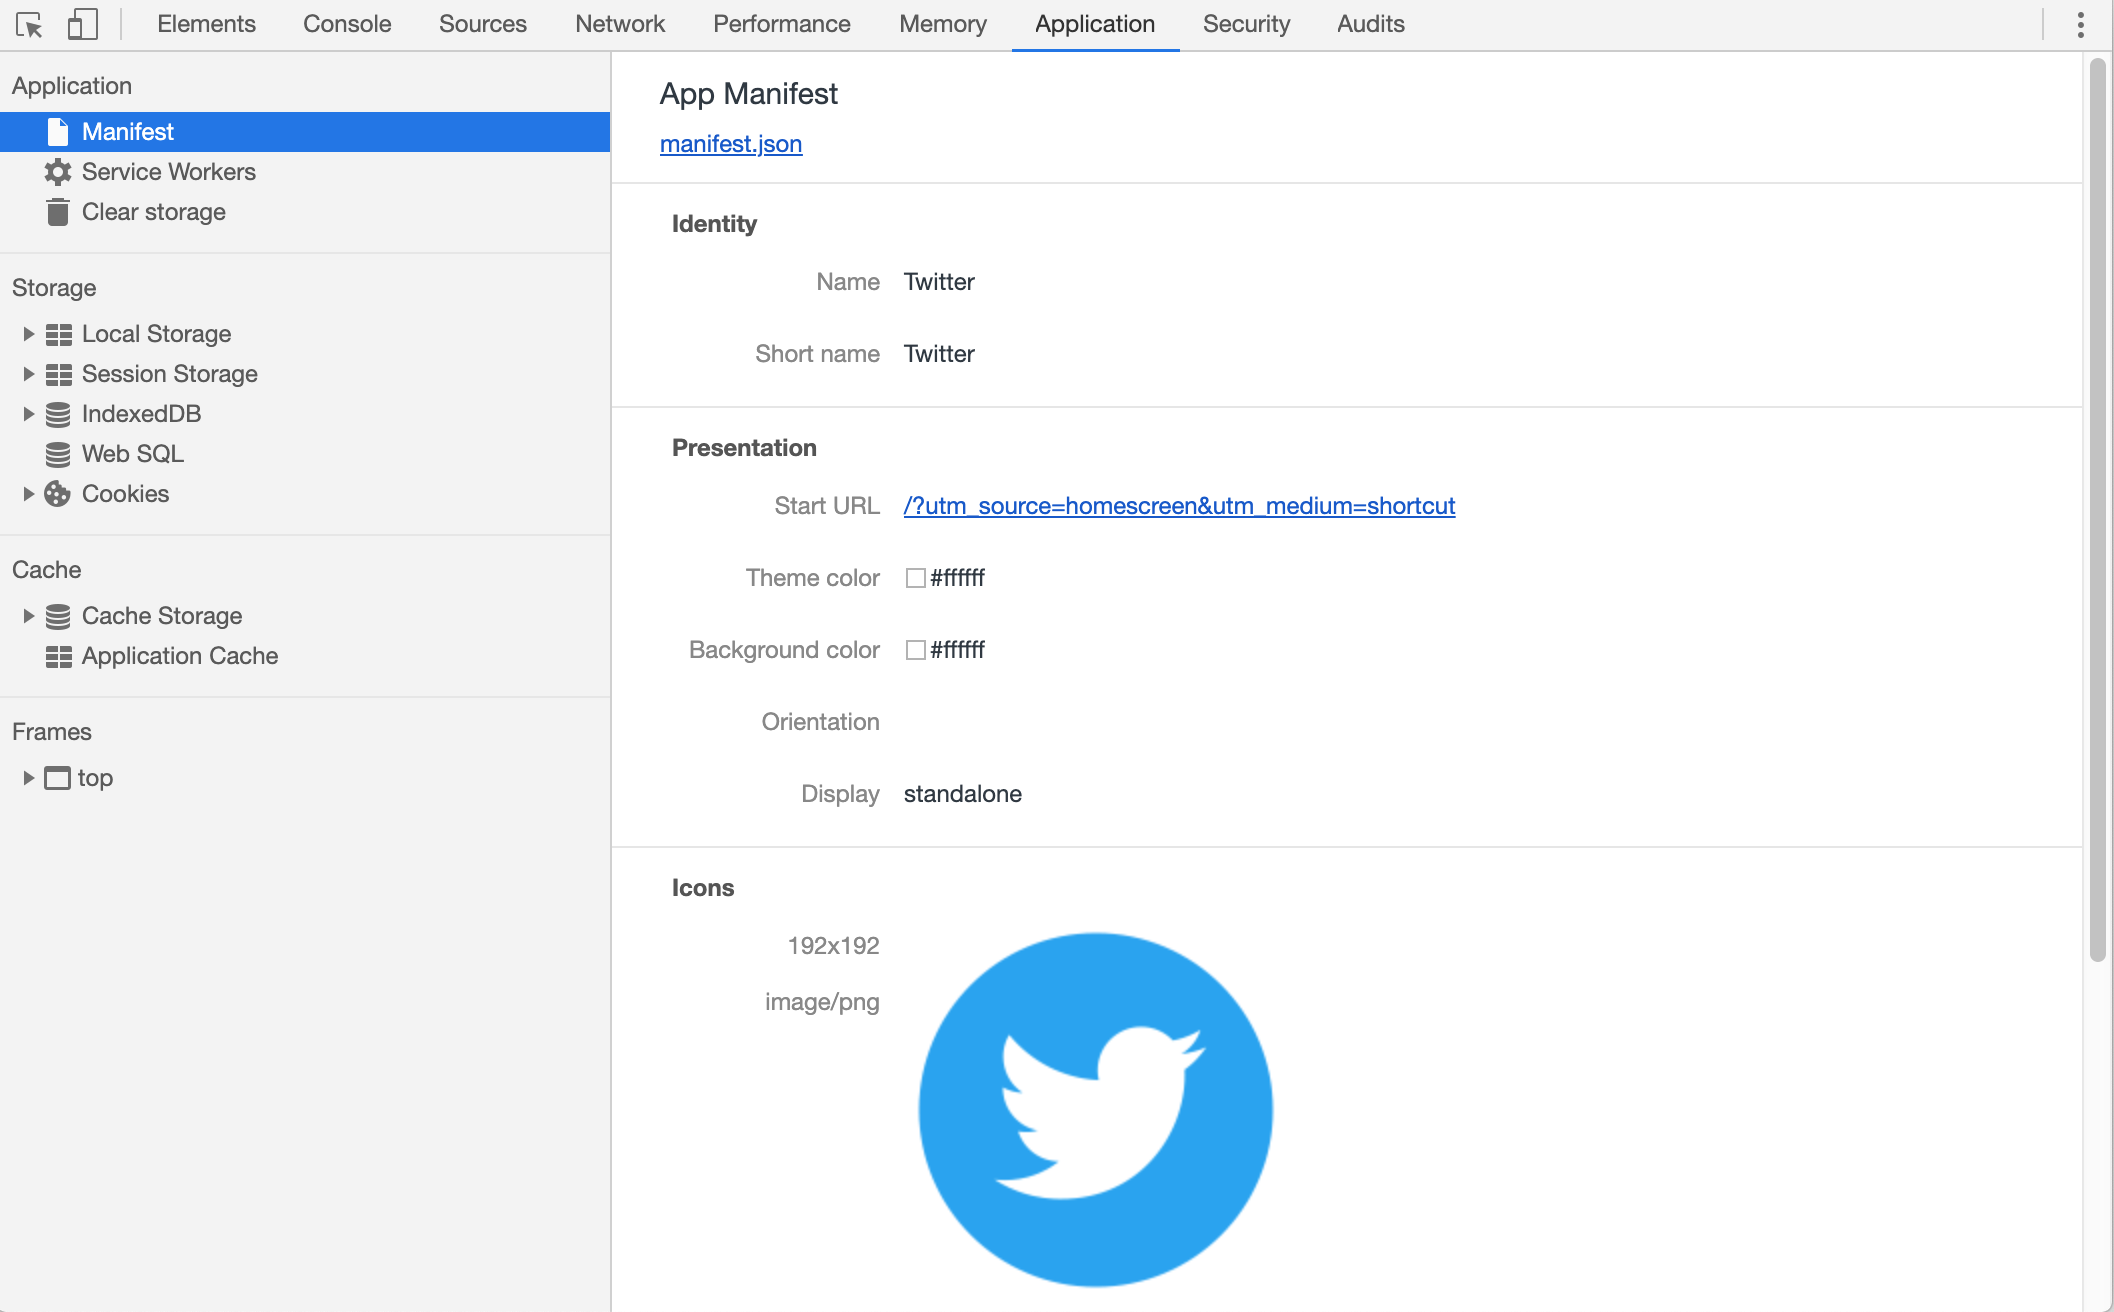 Elements Console Sources Network Performance Memory Application Security Audits
Application
Manifest
Service Workers
Clear storage
Storage
Local Storage
Session Storage
IndexedDB
Web SQL
Cookies
Cache
Cache Storage
Application Cache
Frames
top
App Manifest
manifest.json
Identity
Name Twitter
Short name Twitter
Presentation
Start URL /?utm_source=homescreen&utm_medium=shortcut
Theme color #ffffff
Background color #ffffff
Orientation
Display standalone
Icons
192x192
image/png